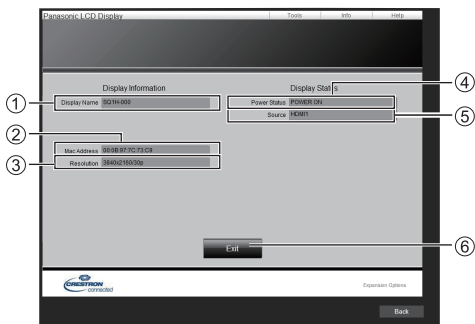 Panasonic LCD Display Tools Info Help
Display Information Display Status
① Display Name SQ1H-000 Power Status POWER ON ④
Source HDMI1 ⑤
② Mac Address 00:0B:97:7C:73:C8
③ Resolution 3840x2160/30p
Exit ⑥
CRESTRON connected Expansion Options
Back